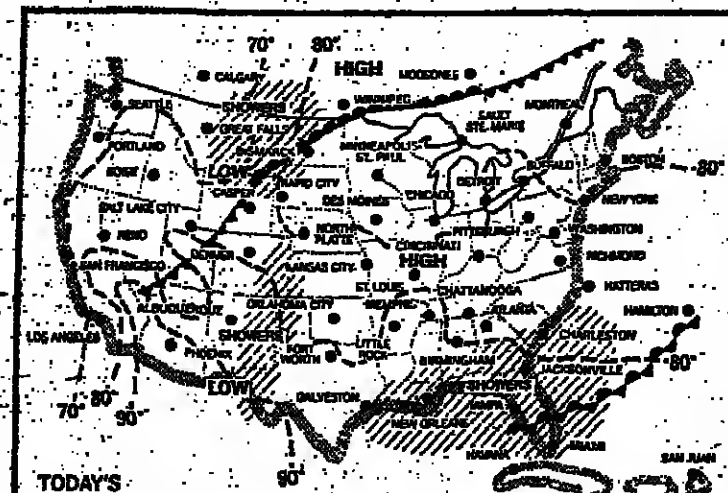 70° 80°
HIGH
MOOSONEE
CALGARY
SHOWERS
WINNIPEG
SEATTLE
GREAT FALLS
SAULT
STE. MARIE
MONTREAL
PORTLAND
BISMARCK
MINNEAPOLIS
ST. PAUL
BUFFALO
BOSTON
80°
BOISE
LOW
CASPER
RAPID CITY
CHICAGO
DETROIT
NEW YORK
SALT LAKE CITY
DES MOINES
RENO
NORTH
PLATTE
PITTSBURGH
WASHINGTON
CINCINNATI
DENVER
HIGH
RICHMOND
SAN FRANCISCO
KANSAS CITY
ST. LOUIS
CHATTANOOGA
HATTERAS
ALBUQUERQUE
OKLAHOMA CITY
MEMPHIS
ATLANTA
HAMILTON
LOS ANGELES
SHOWERS
FORT
WORTH
LITTLE
ROCK
CHARLESTON
PHOENIX
BIRMINGHAM
80°
JACKSONVILLE
LOW
SHOWERS
70° 80° 90°
GALVESTON
TAMPA
NEW ORLEANS
HAVANA
MIAMI
SAN JUAN
90°
TODAY'S